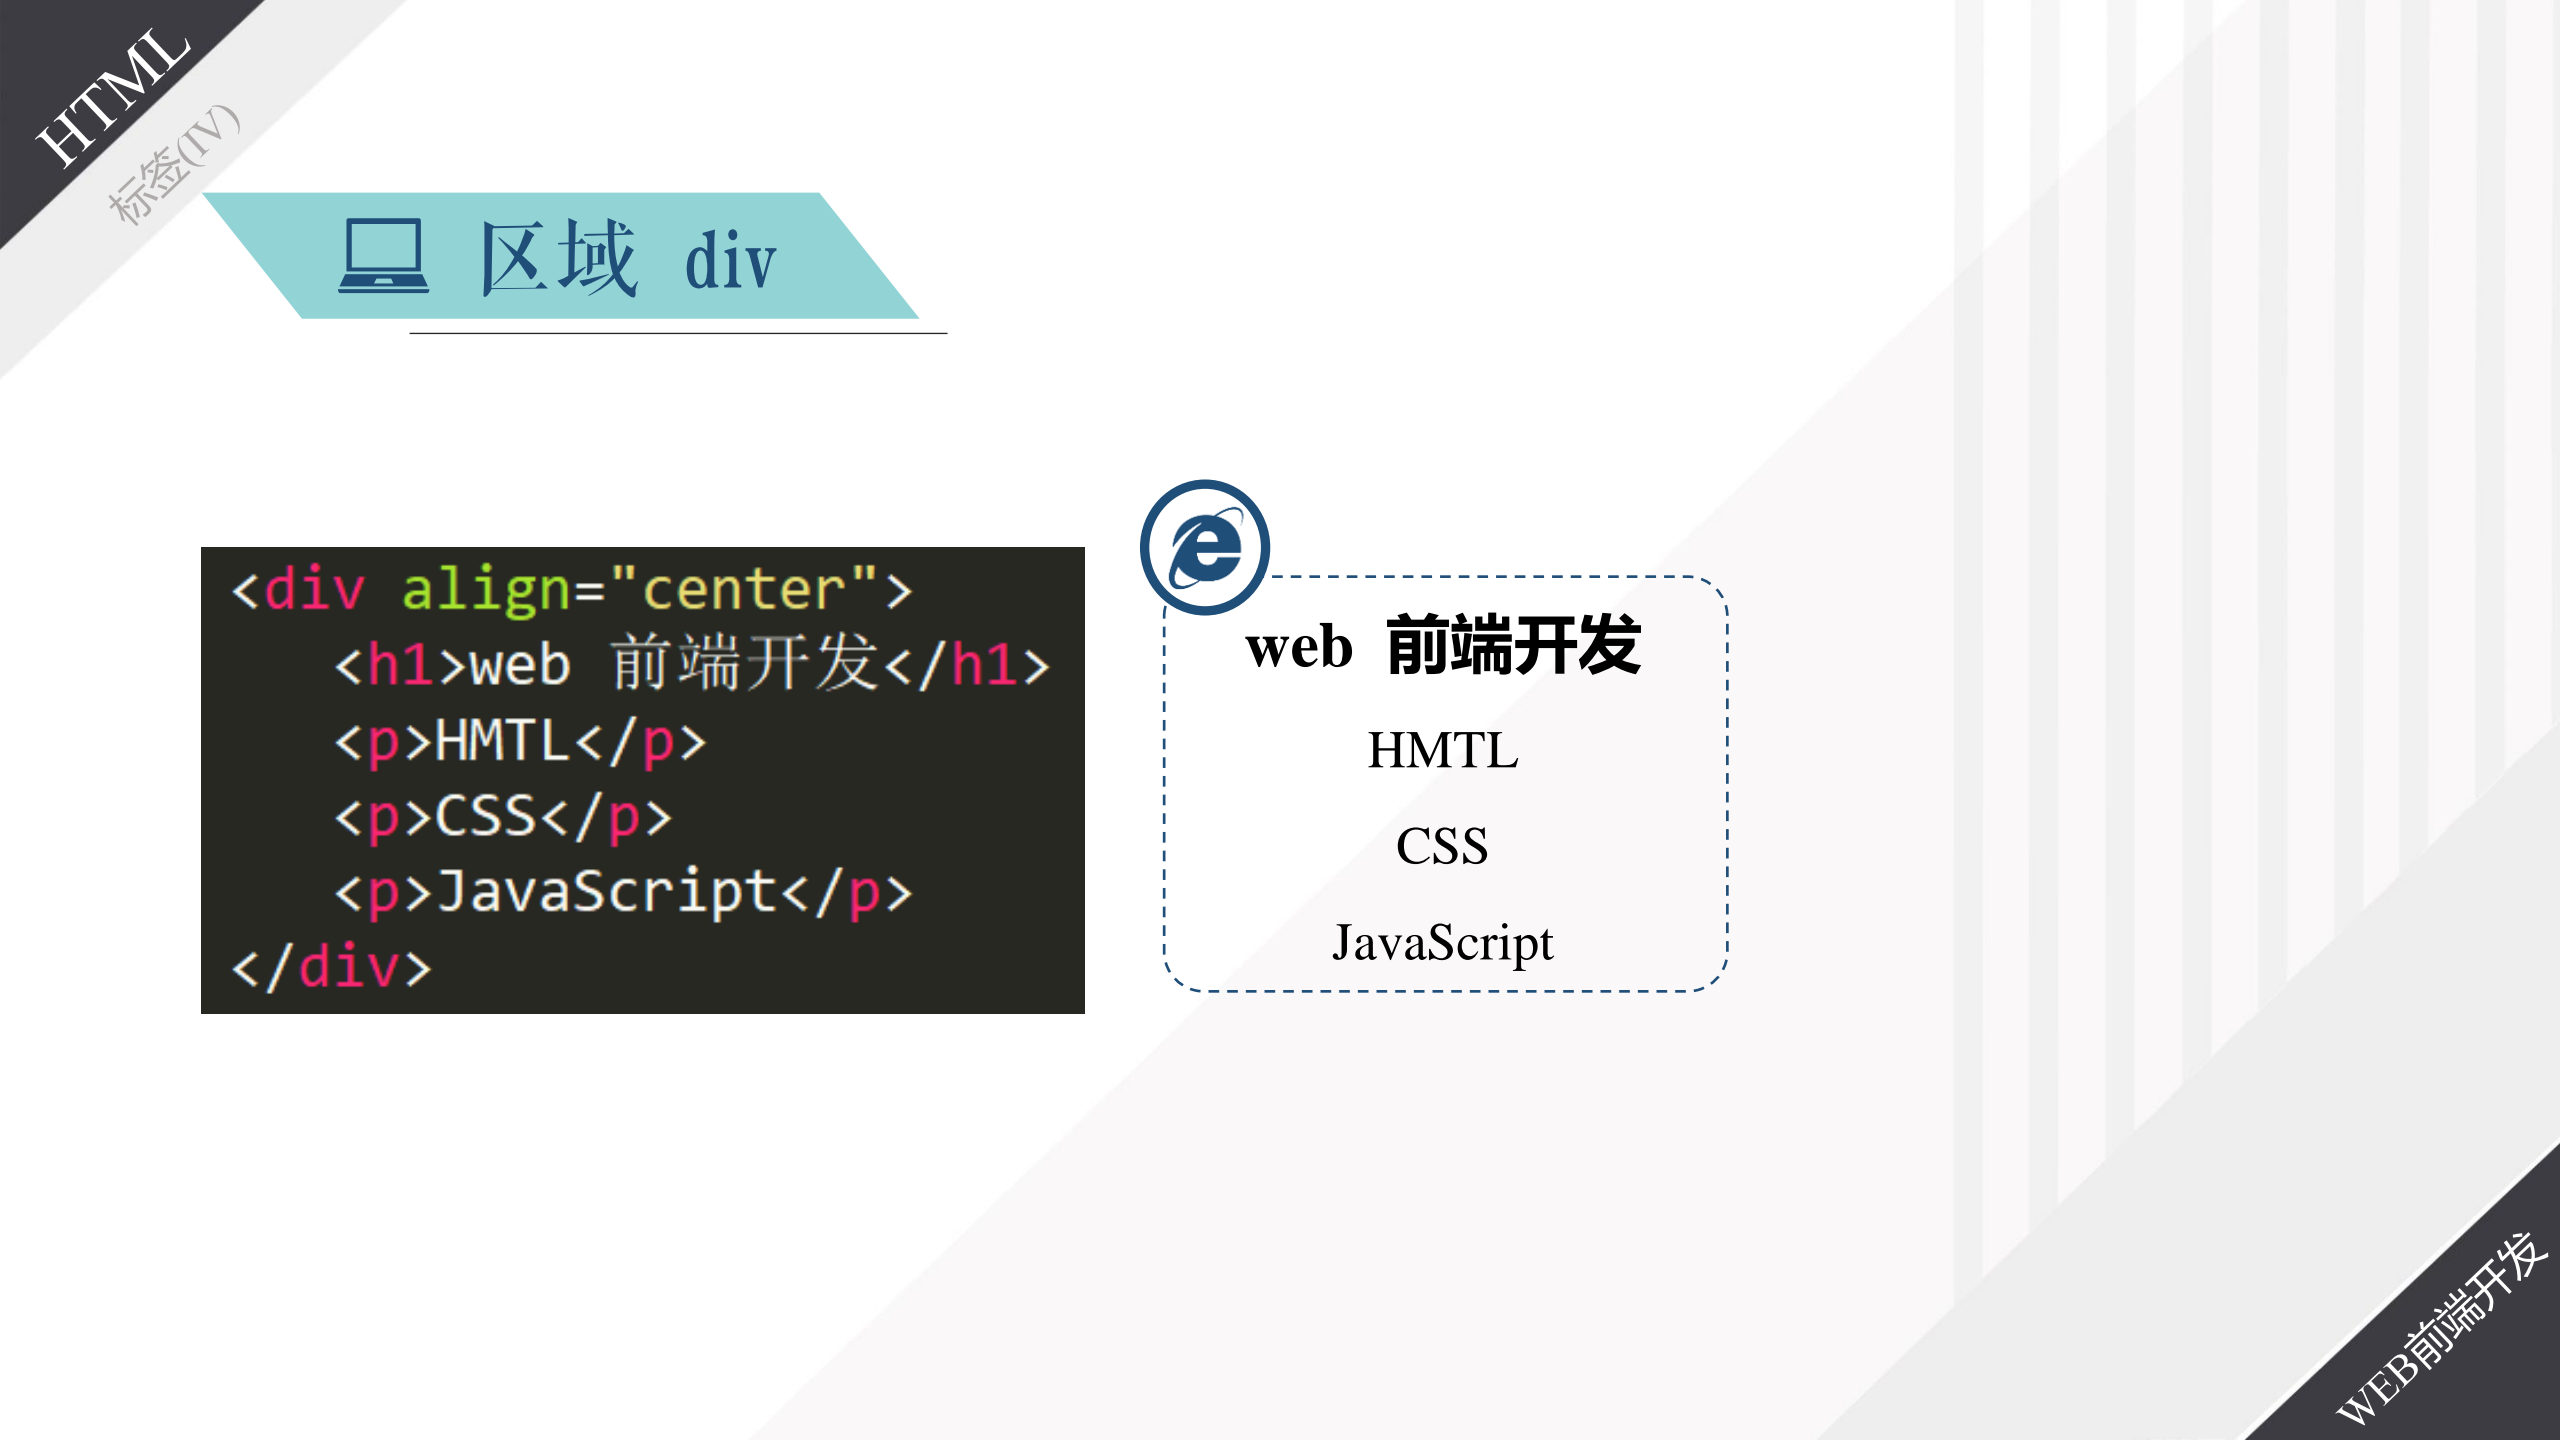 HTML
标签(IV)
区域 div
<div align="center">
<h1>web 前端开发</h1>
<p>HMTL</p>
<p>CSS</p>
<p>JavaScript</p>
</div>
web 前端开发
HMTL
CSS
JavaScript
WEB前端开发